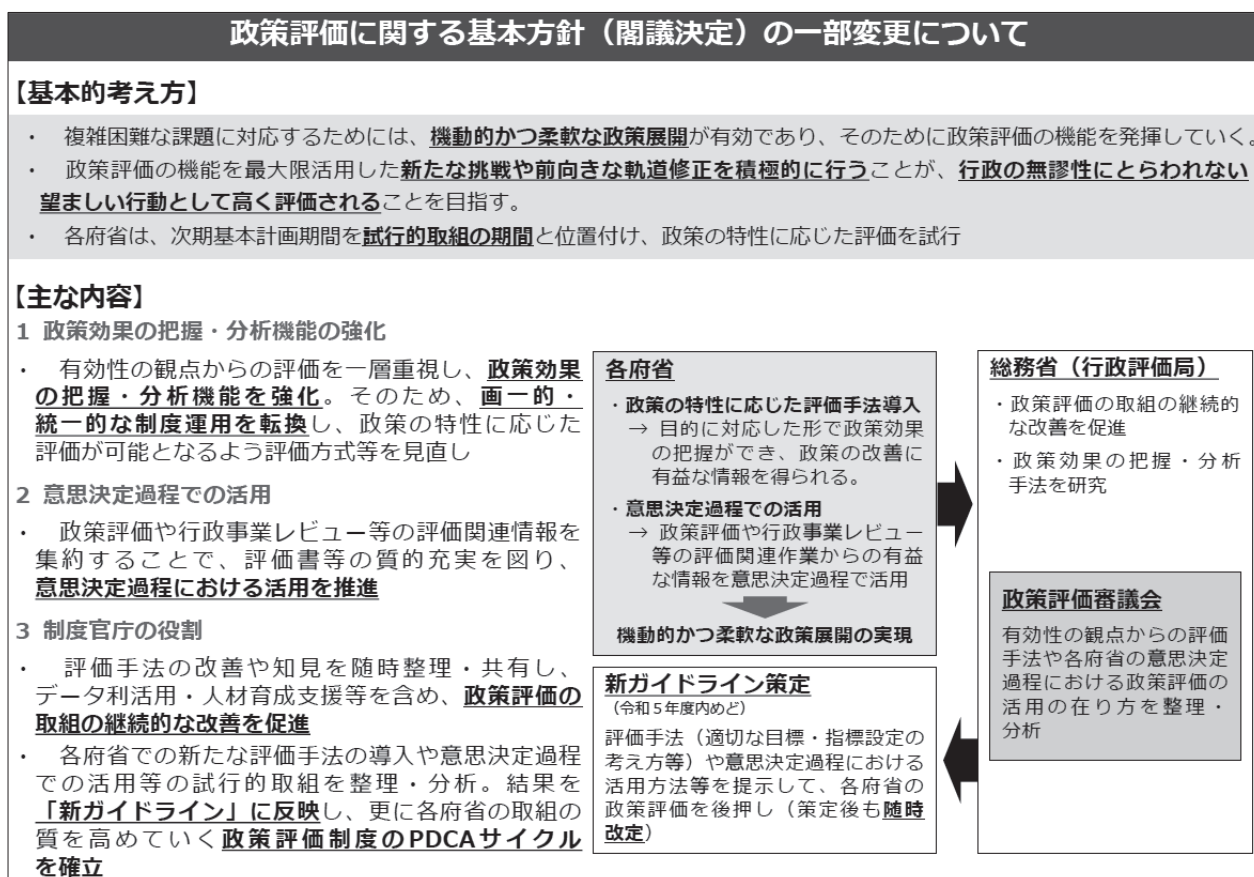 政策評価に関する基本方針（閣議決定）の一部変更について
【基本的考え方】
・　複雑困難な課題に対応するためには、機動的かつ柔軟な政策展開が有効であり、そのために政策評価の機能を発揮していく。
・　政策評価の機能を最大限活用した新たな挑戦や前向きな軌道修正を積極的に行うことが、行政の無謬性にとらわれない
望ましい行動として高く評価されることを目指す。
・　各府省は、次期基本計画期間を試行的取組の期間と位置付け、政策の特性に応じた評価を試行
【主な内容】
1 政策効果の把握・分析機能の強化
・　有効性の観点からの評価を一層重視し、政策効果
の把握・分析機能を強化。そのため、画一的・
統一的な制度運用を転換し、政策の特性に応じた
評価が可能となるよう評価方式等を見直し
2 意思決定過程での活用
・　政策評価や行政事業レビュー等の評価関連情報を
集約することで、評価書等の質的充実を図り、
意思決定過程における活用を推進
3 制度官庁の役割
・　評価手法の改善や知見を随時整理・共有し、
データ利活用・人材育成支援等を含め、政策評価の
取組の継続的な改善を促進
・　各府省での新たな評価手法の導入や意思決定過程
での活用等の試行的取組を整理・分析。結果を
「新ガイドライン」に反映し、更に各府省の取組の
質を高めていく政策評価制度のPDCAサイクル
を確立
各府省
・政策の特性に応じた評価手法導入
→ 目的に対応した形で政策効果
の把握ができ、政策の改善に
有益な情報を得られる。
・意思決定過程での活用
→ 政策評価や行政事業レビュー
等の評価関連作業からの有益
な情報を意思決定過程で活用
機動的かつ柔軟な政策展開の実現
新ガイドライン策定
（令和５年度内めど）
評価手法（適切な目標・指標設定の
考え方等）や意思決定過程における
活用方法等を提示して、各府省の
政策評価を後押し（策定後も随時
改定）
総務省（行政評価局）
・政策評価の取組の継続的
な改善を促進
・政策効果の把握・分析
手法を研究
政策評価審議会
有効性の観点からの評価
手法や各府省の意思決定
過程における政策評価の
活用の在り方を整理・
分析